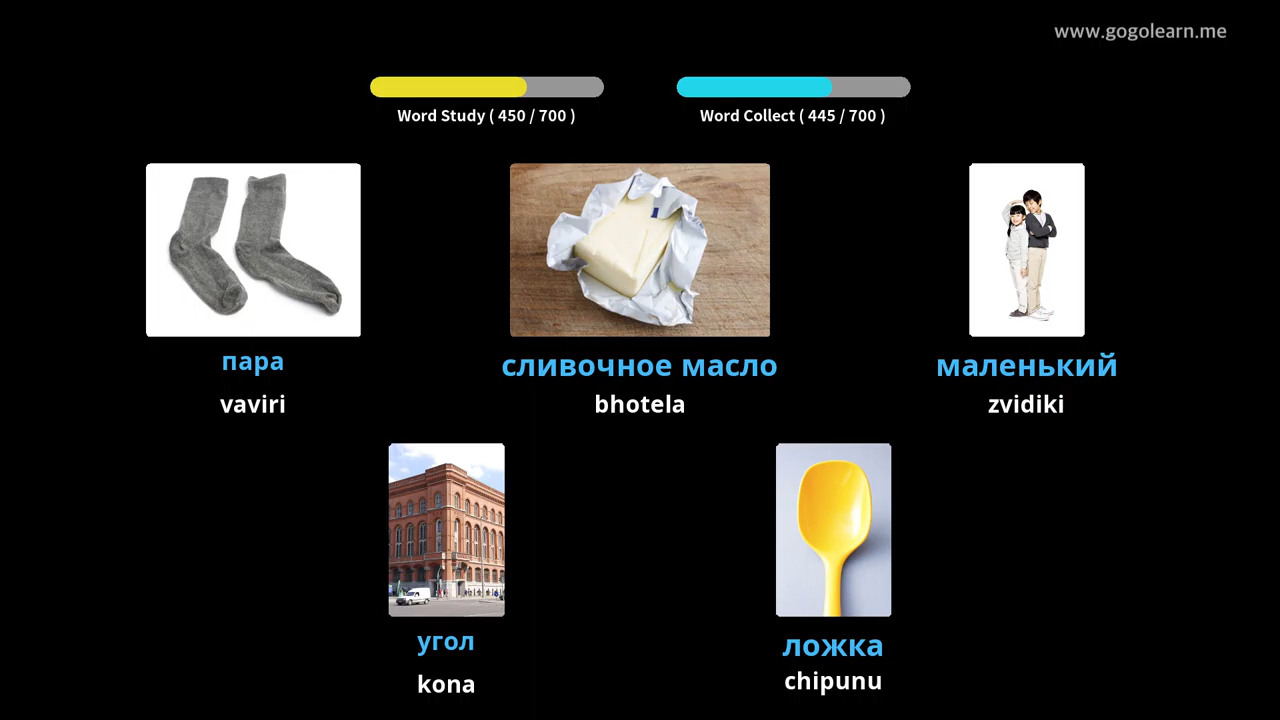 www.gogolearn.me
Word Study ( 450 / 700 )
Word Collect ( 445 / 700 )
пара
vaviri
сливочное масло
bhotela
маленький
zvidiki
угол
kona
ложка
chipunu